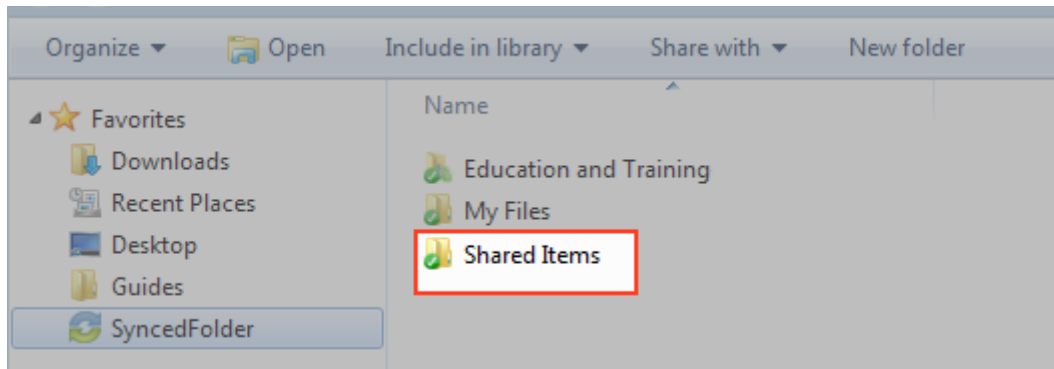 Organize Open Include in library Share with New folder
Favorites
Downloads
Recent Places
Desktop
Guides
SyncedFolder
Name
Education and Training
My Files
Shared Items